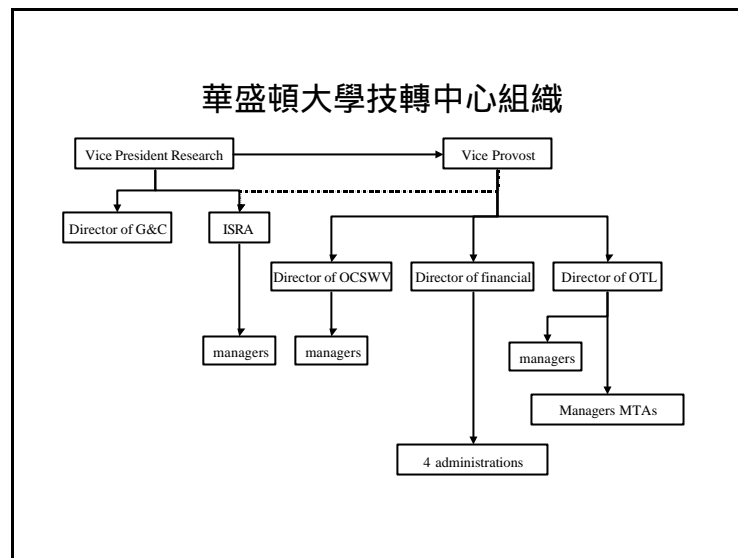 華盛頓大學技轉中心組織
Vice President Research
Vice Provost
Director of G&C
ISRA
Director of OCSWV
Director of financial
Director of OTL
managers
managers
managers
Managers MTAs
4 administrations